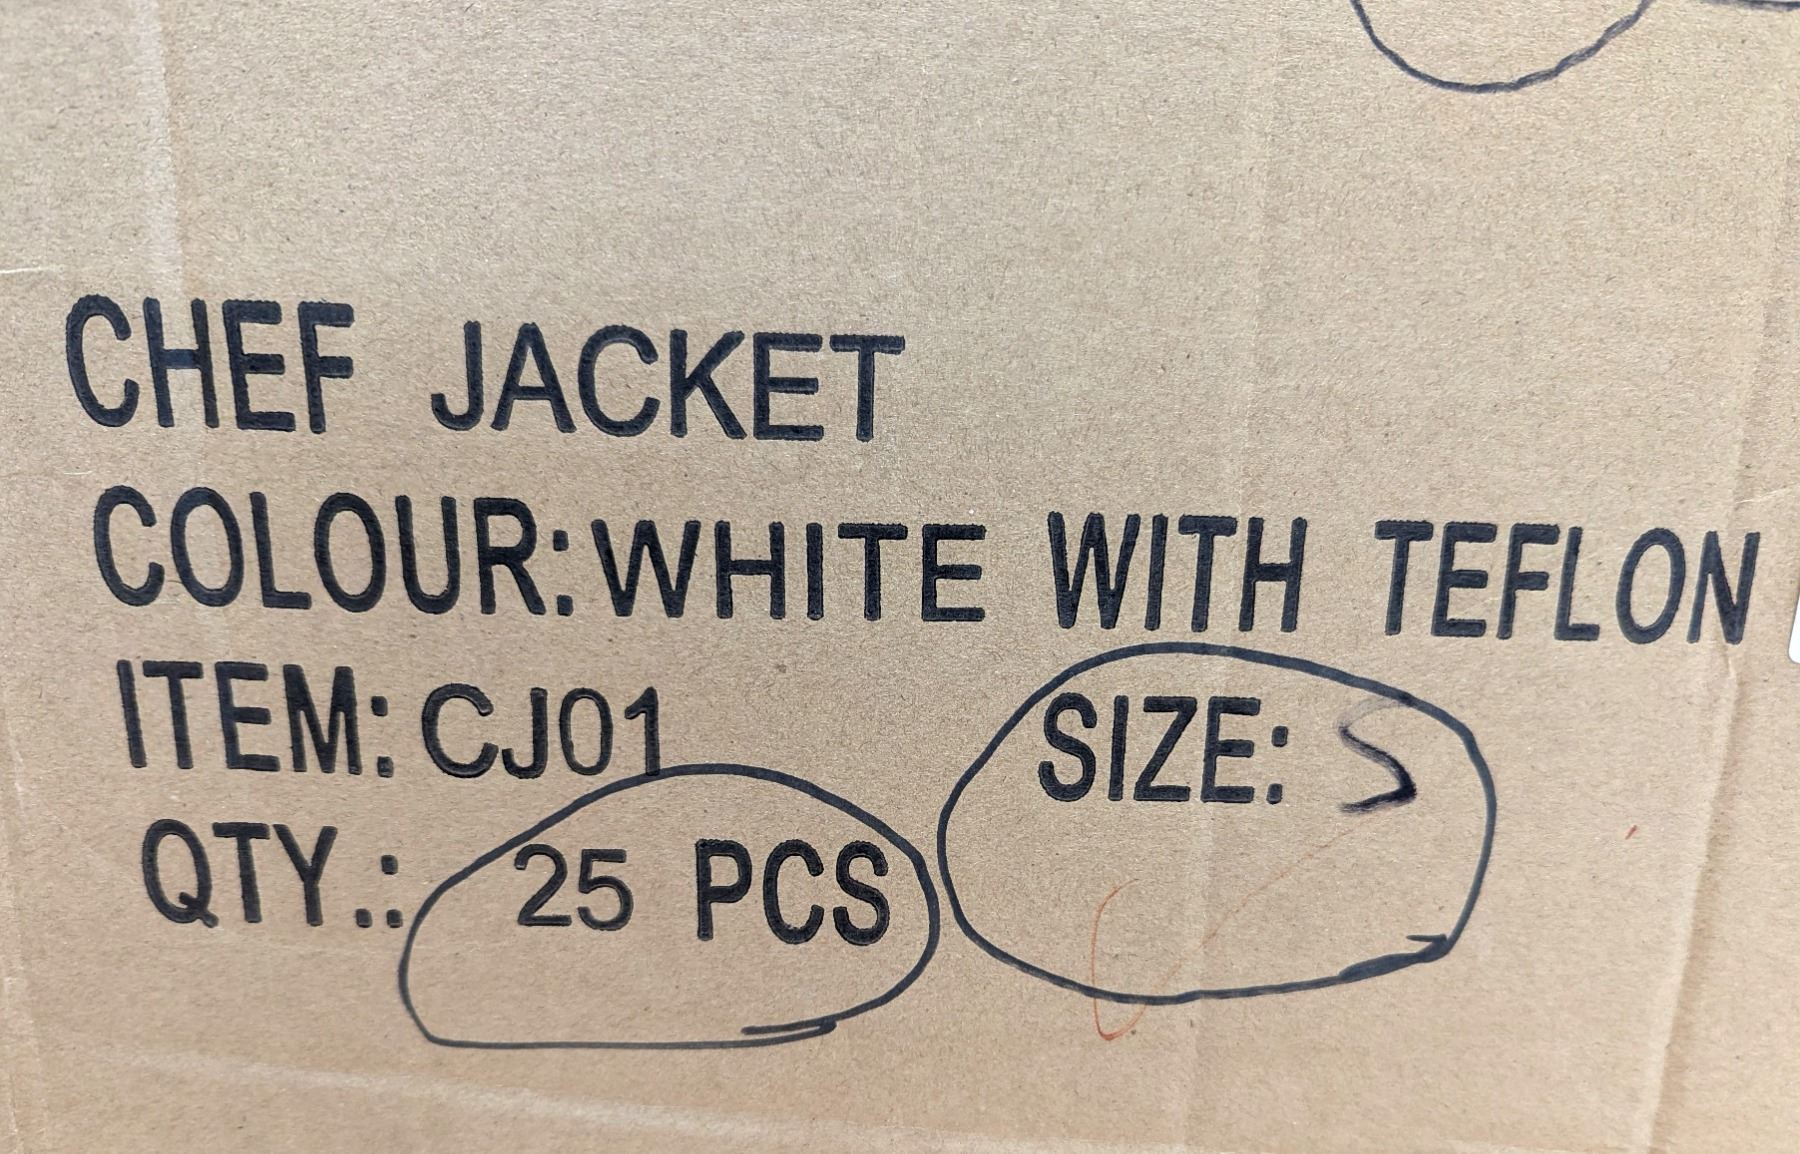 CHEF JACKET
COLOUR: WHITE WITH TEFLON
ITEM: CJ01 SIZE: S
QTY.: 25 PCS